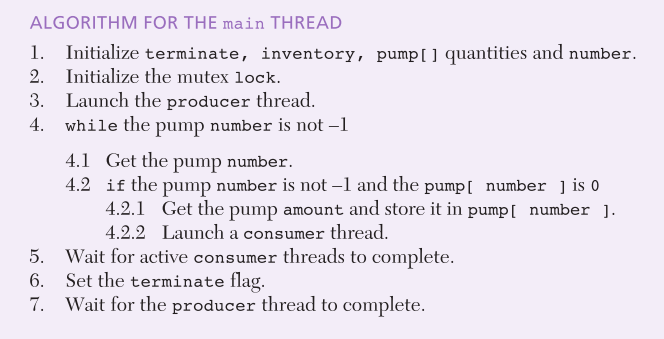 ALGORITHM FOR THE main THREAD
1. Initialize terminate, inventory, pump[] quantities and number.
2. Initialize the mutex lock.
3. Launch the producer thread.
4. while the pump number is not –1
4.1 Get the pump number.
4.2 if the pump number is not –1 and the pump[ number ] is 0
4.2.1 Get the pump amount and store it in pump[ number ].
4.2.2 Launch a consumer thread.
5. Wait for active consumer threads to complete.
6. Set the terminate flag.
7. Wait for the producer thread to complete.